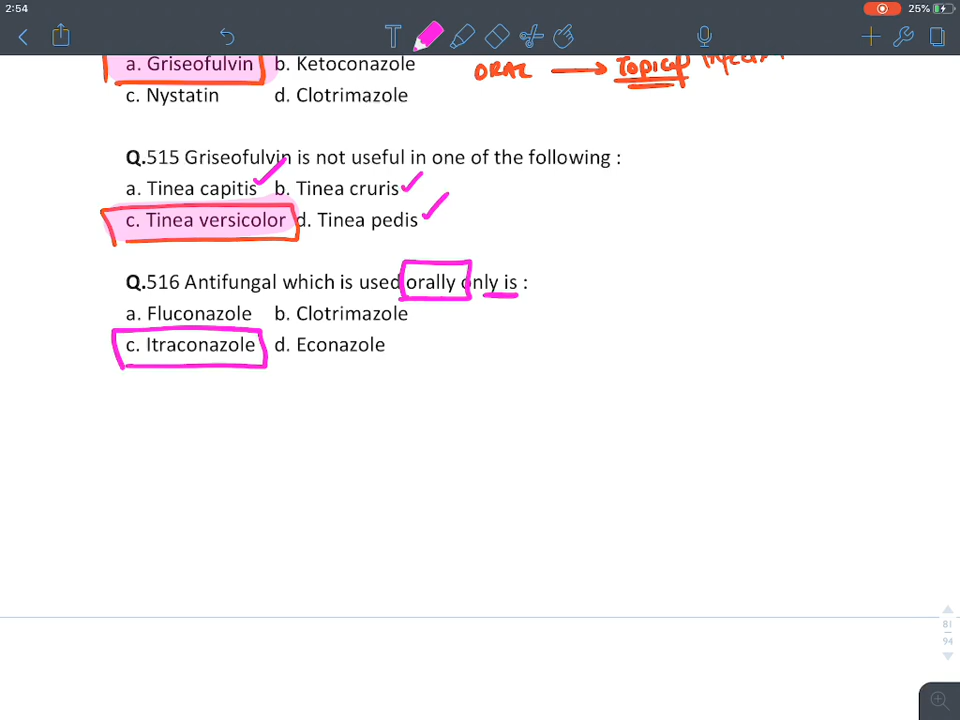 2:54
25%
T
a. Griseofulvin b. Ketoconazole
ORAL → Topical
c. Nystatin d. Clotrimazole
Q.515 Griseofulvin is not useful in one of the following :
a. Tinea capitis b. Tinea cruris
c. Tinea versicolor d. Tinea pedis
Q.516 Antifungal which is used orally only is :
a. Fluconazole b. Clotrimazole
c. Itraconazole d. Econazole
81
94